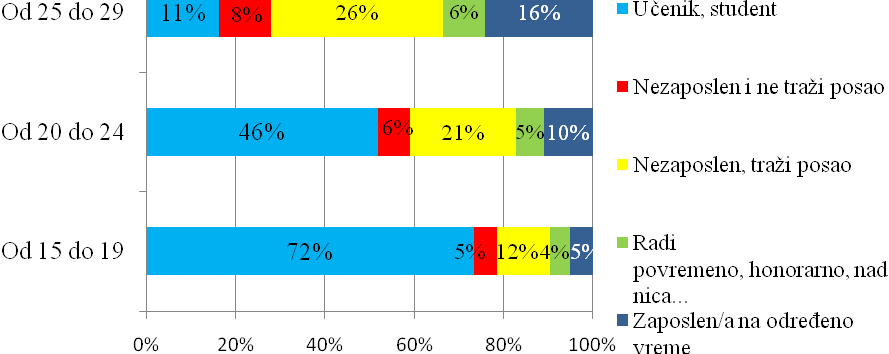 Od 25 do 29
11% 8% 26% 6% 16%
Od 20 do 24
46% 6% 21% 5% 10%
Od 15 do 19
72% 5% 12% 4% 5%
0% 20% 40% 60% 80% 100%
Učenik, student
Nezaposlen i ne traži posao
Nezaposlen, traži posao
Radi
povremeno, honorarno, nad
nica...
Zaposlen/a na određeno
vreme